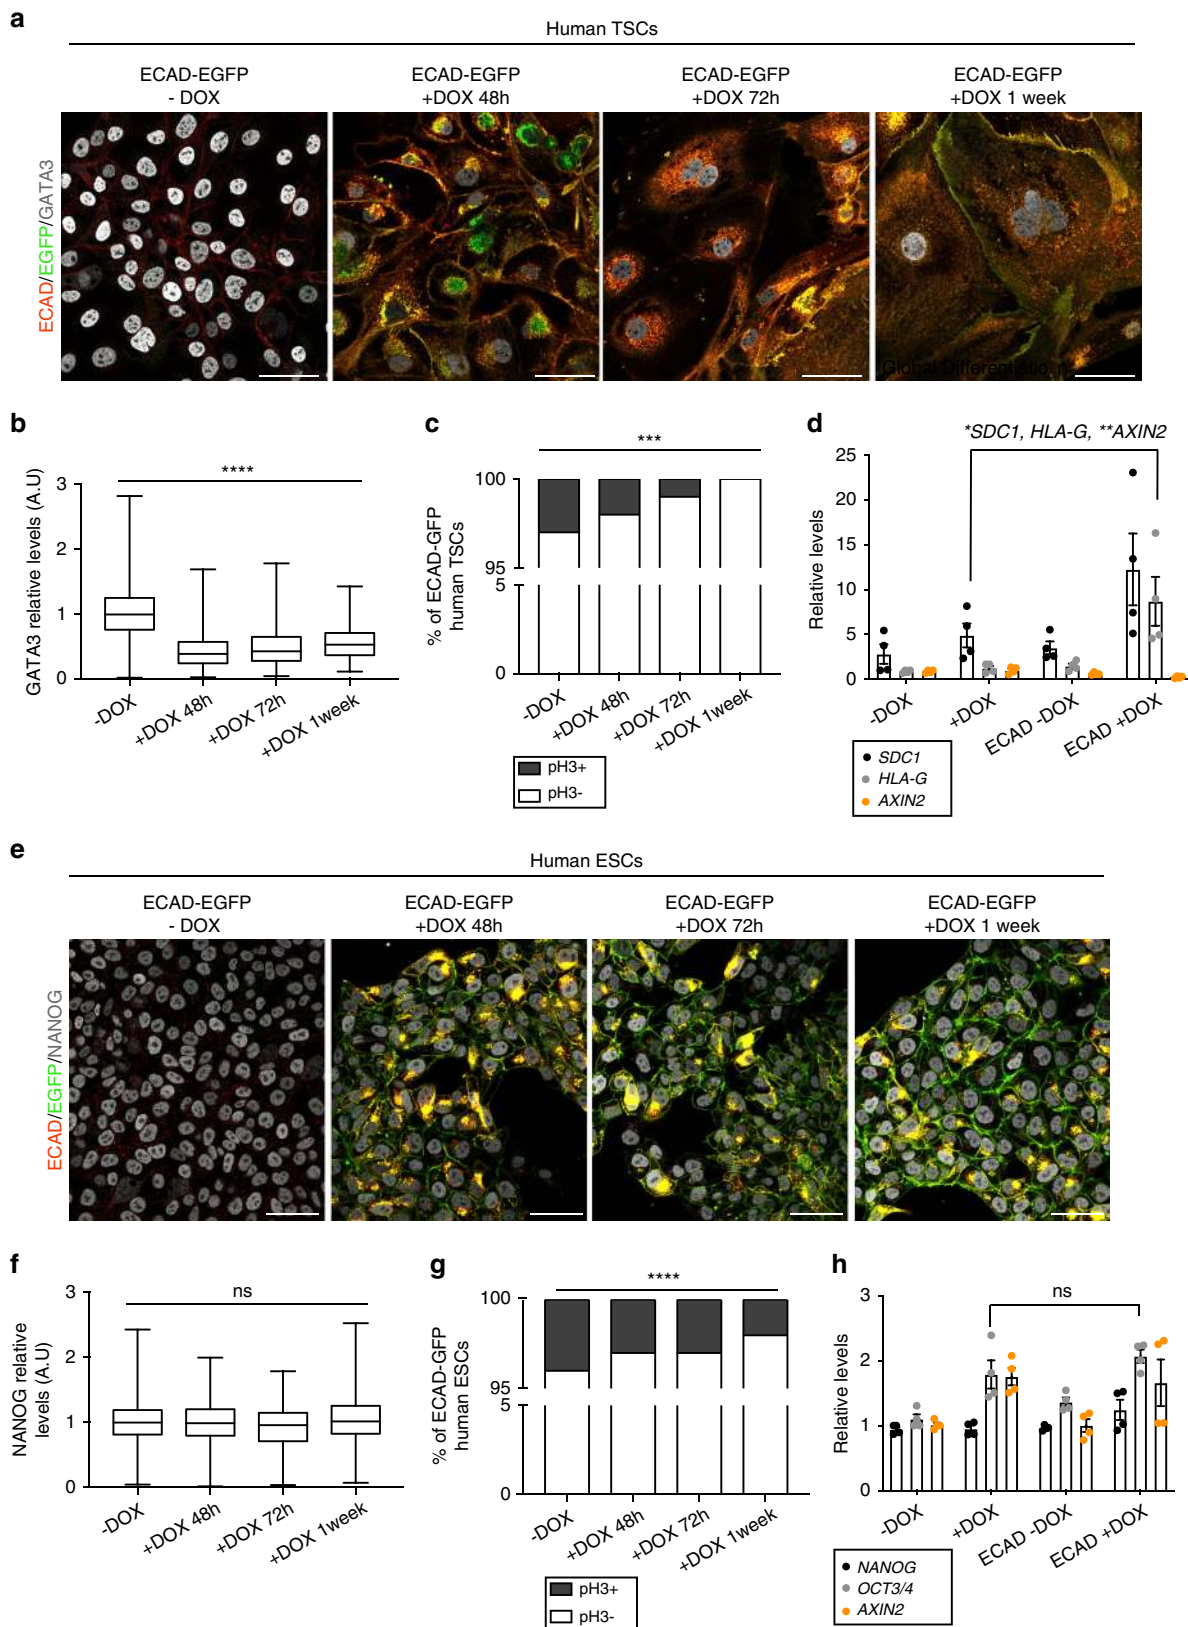 a
Human TSCs
ECAD-EGFP
- DOX
ECAD-EGFP
+DOX 48h
ECAD-EGFP
+DOX 72h
ECAD-EGFP
+DOX 1 week
ECAD/EGFP/GATA3
Global Differentiatio
b
****
GATA3 relative levels (A.U)
3
2
1
0
-DOX
+DOX 48h
+DOX 72h
+DOX 1week
c
***
% of ECAD-GFP
human TSCs
100
95
5
0
-DOX
+DOX 48h
+DOX 72h
+DOX 1week
pH3+
pH3-
d
*SDC1, HLA-G, **AXIN2
Relative levels
25
20
15
10
5
0
-DOX
+DOX
ECAD -DOX
ECAD +DOX
SDC1
HLA-G
AXIN2
e
Human ESCs
ECAD-EGFP
- DOX
ECAD-EGFP
+DOX 48h
ECAD-EGFP
+DOX 72h
ECAD-EGFP
+DOX 1 week
ECAD/EGFP/NANOG
f
ns
NANOG relative
levels (A.U)
3
2
1
0
-DOX
+DOX 48h
+DOX 72h
+DOX 1week
g
****
% of ECAD-GFP
human ESCs
100
95
5
0
-DOX
+DOX 48h
+DOX 72h
+DOX 1week
pH3+
pH3-
h
ns
Relative levels
3
2
1
0
-DOX
+DOX
ECAD -DOX
ECAD +DOX
NANOG
OCT3/4
AXIN2